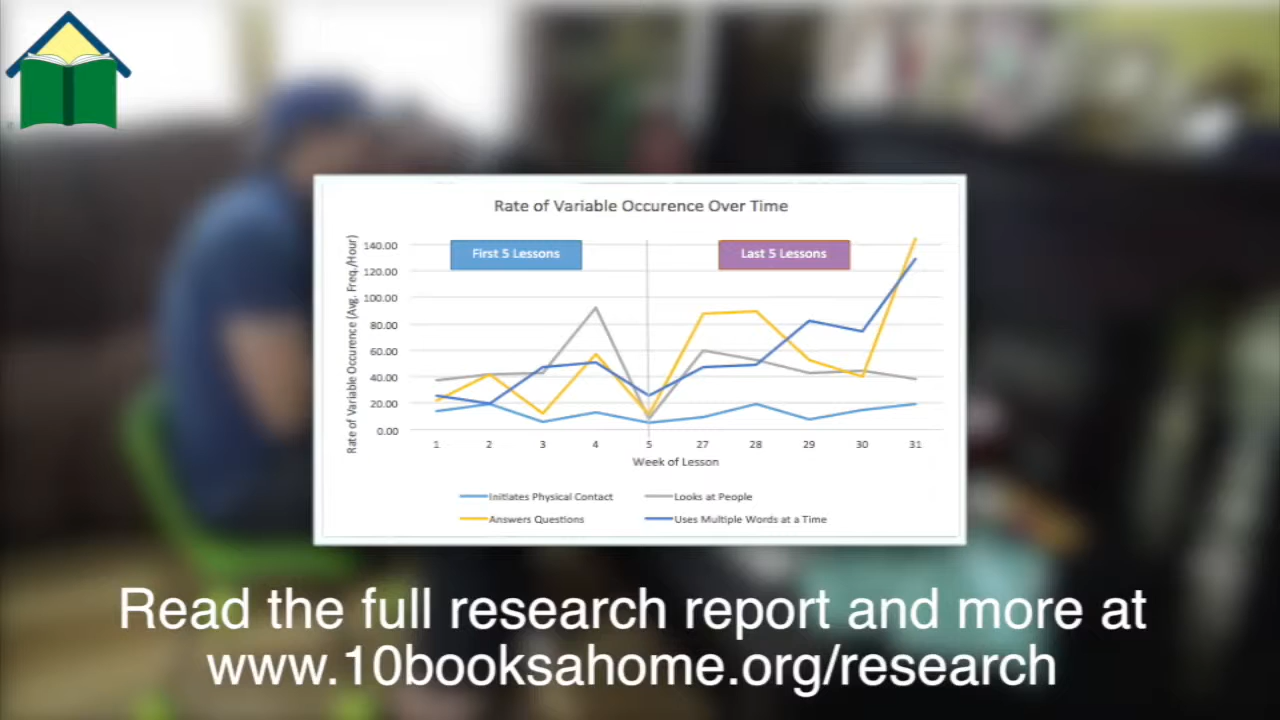 Rate of Variable Occurence Over Time
First 5 Lessons
Last 5 Lessons
Rate of Variable Occurence (Avg. Freq./Hour)
140.00
120.00
100.00
80.00
60.00
40.00
20.00
0.00
1 2 3 4 5 27 28 29 30 31
Week of Lesson
Initiates Physical Contact
Looks at People
Answers Questions
Uses Multiple Words at a Time
Read the full research report and more at
www.10booksahome.org/research